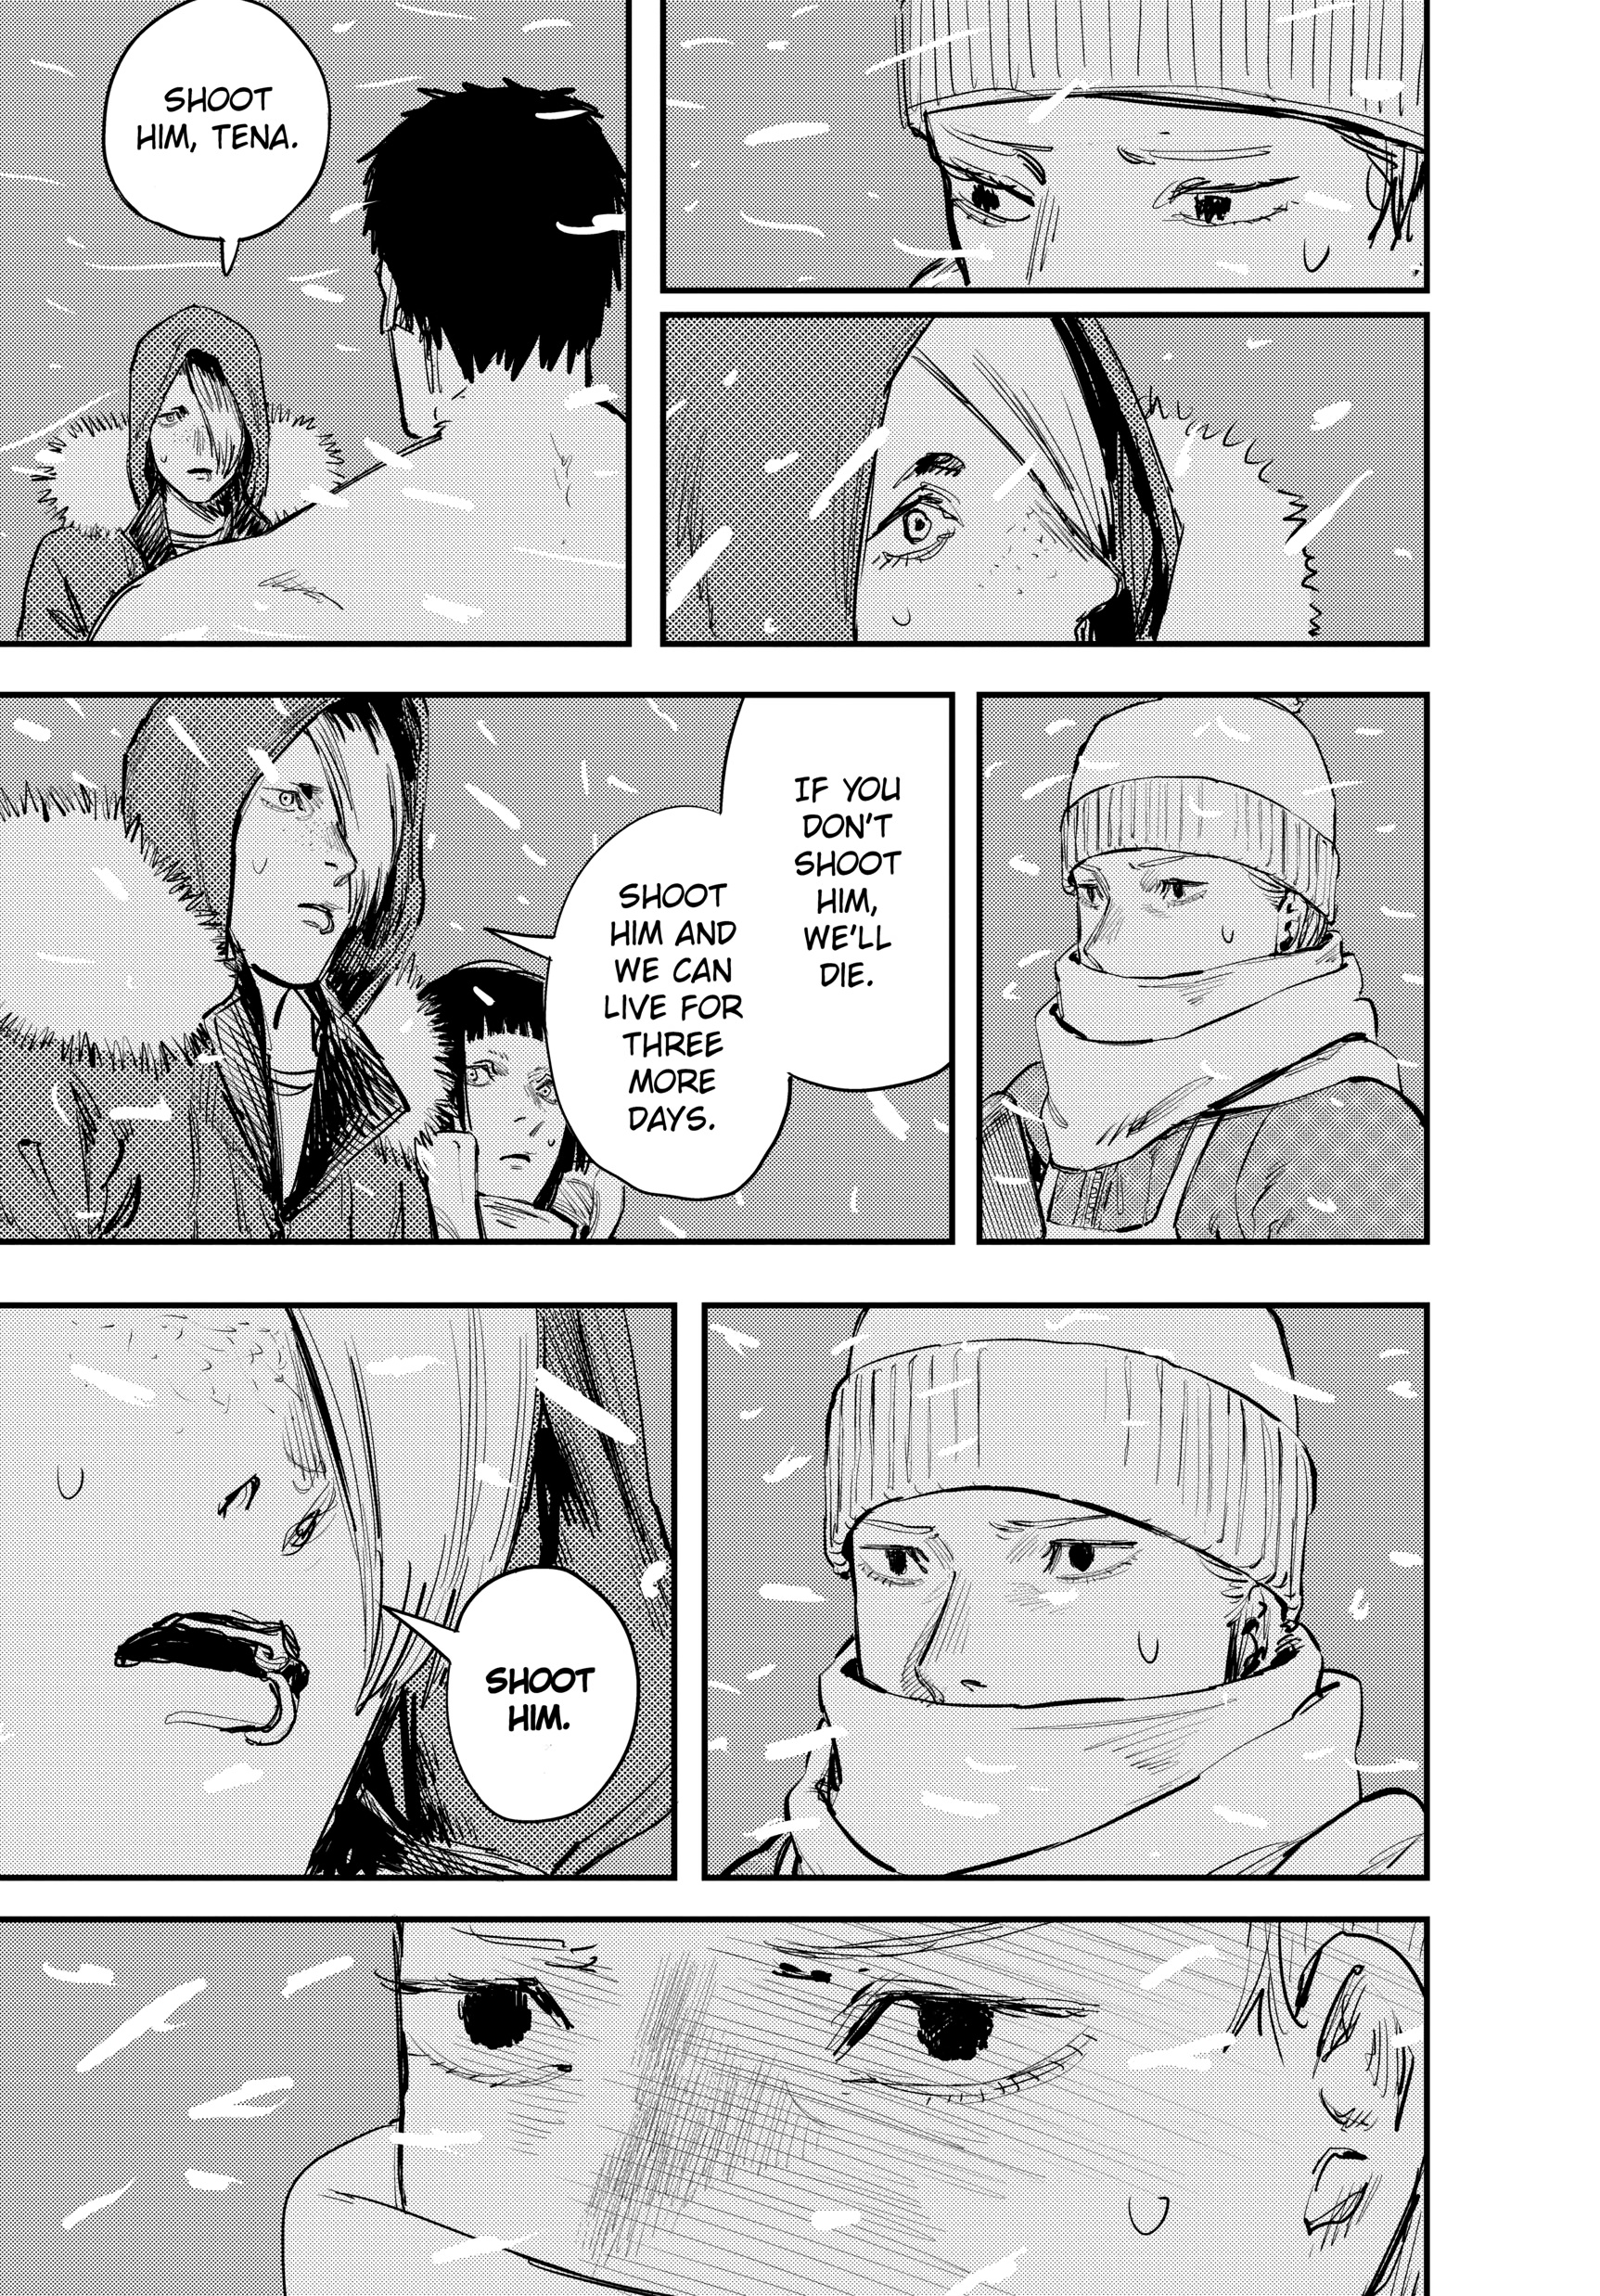 SHOOT
HIM, TENA.
IF YOU
DON'T
SHOOT
HIM,
WE'LL
DIE.
SHOOT
HIM AND
WE CAN
LIVE FOR
THREE
MORE
DAYS.
SHOOT
HIM.